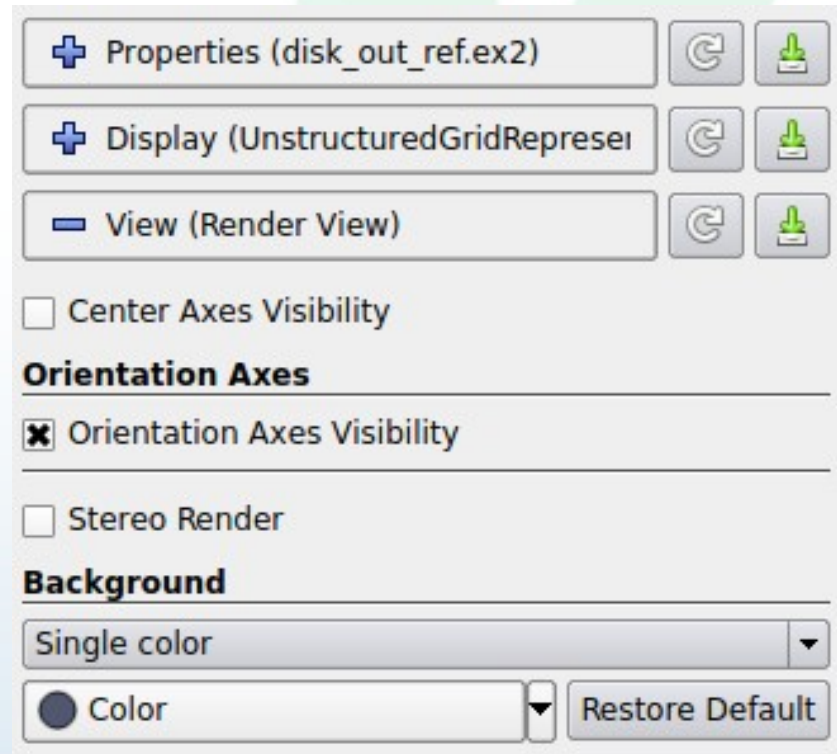 Properties (disk_out_ref.ex2)
Display (UnstructuredGridRepreser
View (Render View)
Center Axes Visibility
Orientation Axes
Orientation Axes Visibility
Stereo Render
Background
Single color
Color Restore Default